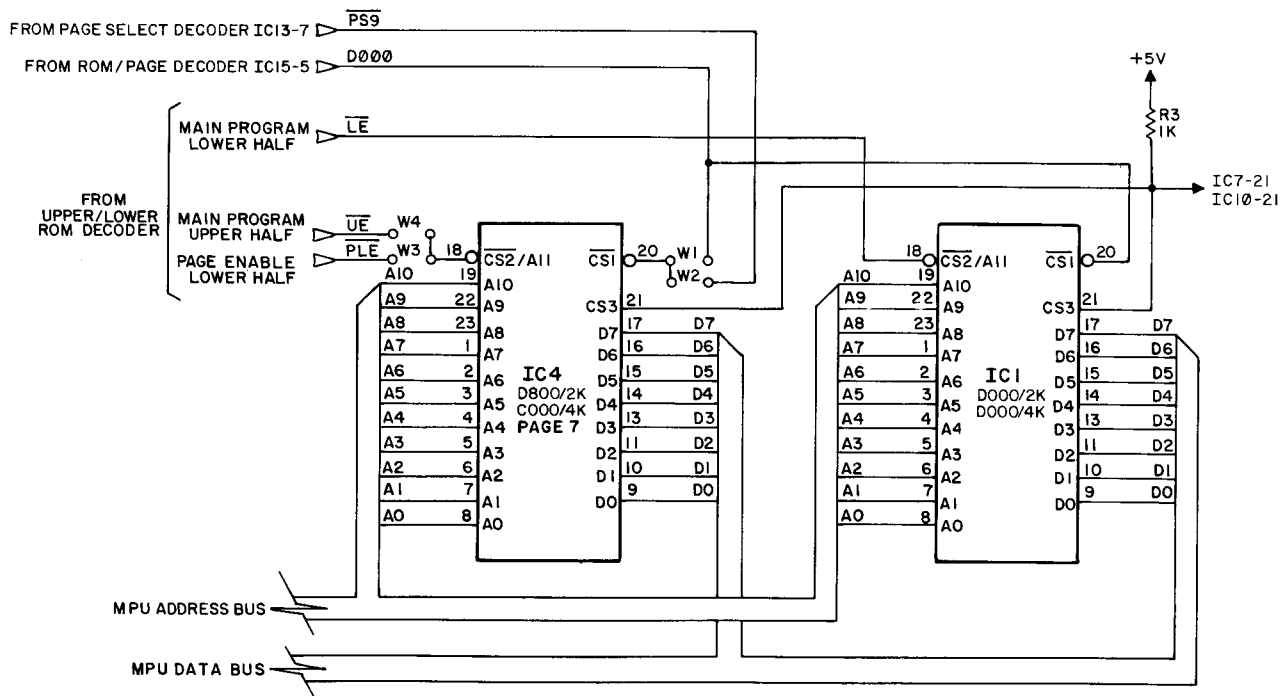 FROM PAGE SELECT DECODER IC13-7 PS9
FROM ROM/PAGE DECODER IC15-5 D000
MAIN PROGRAM
LOWER HALF
LE
FROM
UPPER/LOWER
ROM DECODER
MAIN PROGRAM
UPPER HALF
UE
PAGE ENABLE
LOWER HALF
PLE
W4
W3
W1
W2
+5V
R3
1K
IC7-21
IC10-21
18 CS2/A11
A10 19 A10
A9 22 A9
A8 23 A8
A7 1 A7
A6 2 A6
A5 3 A5
A4 4 A4
A3 5 A3
A2 6 A2
A1 7 A1
A0 8 A0
IC4
D800/2K
C000/4K
PAGE 7
CS1 20
CS3 21
D7 17 D7
D6 16 D6
D5 15 D5
D4 14 D4
D3 13 D3
D2 11 D2
D1 10 D1
D0 9 D0
18 CS2/A11
A10 19 A10
A9 22 A9
A8 23 A8
A7 1 A7
A6 2 A6
A5 3 A5
A4 4 A4
A3 5 A3
A2 6 A2
A1 7 A1
A0 8 A0
IC1
D000/2K
D000/4K
CS1 20
CS3 21
D7 17 D7
D6 16 D6
D5 15 D5
D4 14 D4
D3 13 D3
D2 11 D2
D1 10 D1
D0 9 D0
MPU ADDRESS BUS
MPU DATA BUS